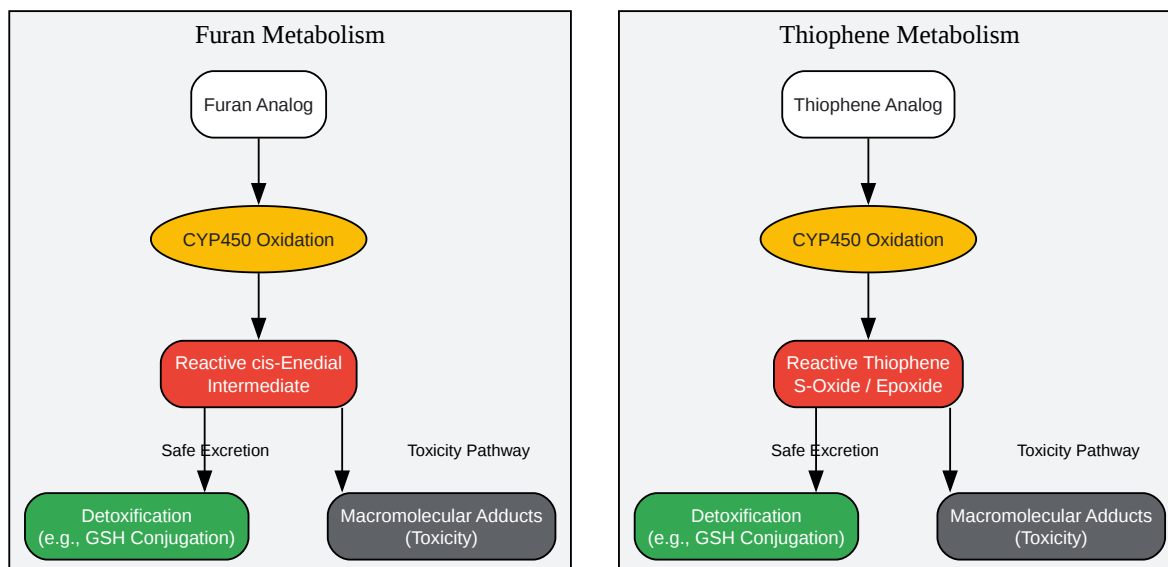 Furan Metabolism
Furan Analog
CYP450 Oxidation
Reactive cis-Enedial
Intermediate
Safe Excretion
Toxicity Pathway
Detoxification
(e.g., GSH Conjugation)
Macromolecular Adducts
(Toxicity)
Thiophene Metabolism
Thiophene Analog
CYP450 Oxidation
Reactive Thiophene
S-Oxide / Epoxide
Safe Excretion
Toxicity Pathway
Detoxification
(e.g., GSH Conjugation)
Macromolecular Adducts
(Toxicity)